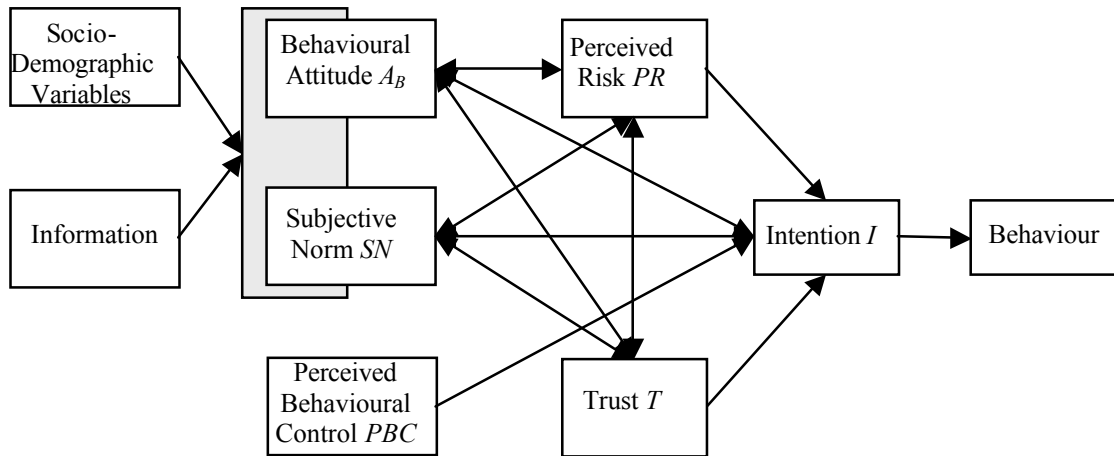 Socio-
Demographic
Variables
Information
Behavioural
Attitude A_B
Subjective
Norm SN
Perceived
Behavioural
Control PBC
Perceived
Risk PR
Trust T
Intention I
Behaviour